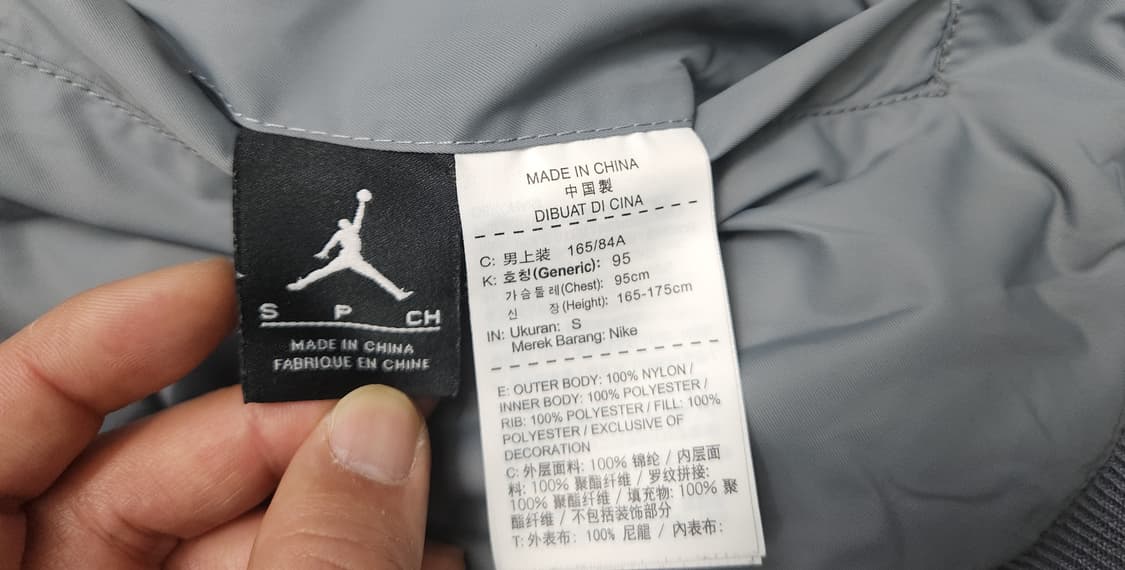 S P CH
MADE IN CHINA
FABRIQUE EN CHINE
MADE IN CHINA
中国製
DIBUAT DI CINA
C: 男上装 165/84A
K: 호칭(Generic): 95
가슴둘레(Chest): 95cm
신 장(Height): 165-175cm
IN: Ukuran: S
Merek Barang: Nike
E: OUTER BODY: 100% NYLON /
INNER BODY: 100% POLYESTER /
RIB: 100% POLYESTER / FILL: 100%
POLYESTER / EXCLUSIVE OF
DECORATION
C: 外层面料: 100% 锦纶 / 内层面
料: 100% 聚酯纤维 / 罗纹拼接:
100% 聚酯纤维 / 填充物: 100% 聚
酯纤维 / 不包括装饰部分
T: 外表布: 100% 尼龍 / 內表布: